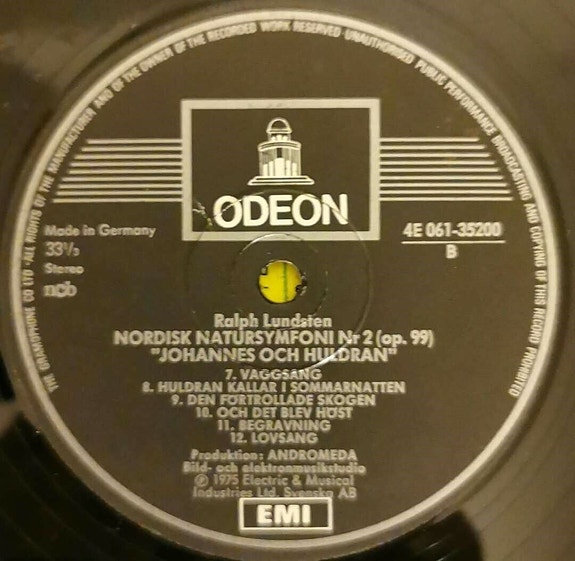 ALL RIGHTS OF THE MANUFACTURER AND OF THE OWNER OF THE RECORDED WORK RESERVED UNAUTHORISED PUBLIC PERFORMANCE BROADCASTING AND COPYING OF THIS RECORD PROHIBITED
THE GRAMOPHONE CO LTD
ODEON
Made in Germany
33⅓
Stereo
ncb
4E 061-35200
B
Ralph Lundsten
NORDISK NATURSYMFONI Nr 2 (op. 99)
"JOHANNES OCH HULDRAN"
7. VAGGSANG
8. HULDRAN KALLAR I SOMMARNATTEN
9. DEN FÖRTROLLADE SKOGEN
10. OCH DET BLEV HÖST
11. BEGRAVNING
12. LOVSANG
Produktion: ANDROMEDA
Bild- och elektronmusikstudio
℗ 1975 Electric & Musical
Industries Ltd. Svenska AB
EMI